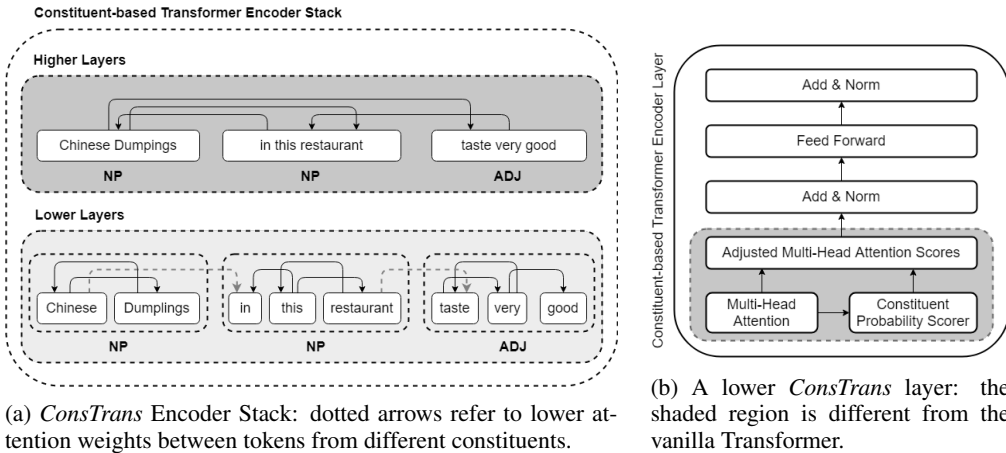 Constituent-based Transformer Encoder Stack
Higher Layers
Chinese Dumpings
in this restaurant
taste very good
NP
NP
ADJ
Lower Layers
Chinese
Dumplings
in
this
restaurant
taste
very
good
NP
NP
ADJ
(a) ConsTrans Encoder Stack: dotted arrows refer to lower at-
tention weights between tokens from different constituents.
Constituent-based Transformer Encoder Layer
Add & Norm
Feed Forward
Add & Norm
Adjusted Multi-Head Attention Scores
Multi-Head
Attention
Constituent
Probability Scorer
(b) A lower ConsTrans layer: the
shaded region is different from the
vanilla Transformer.